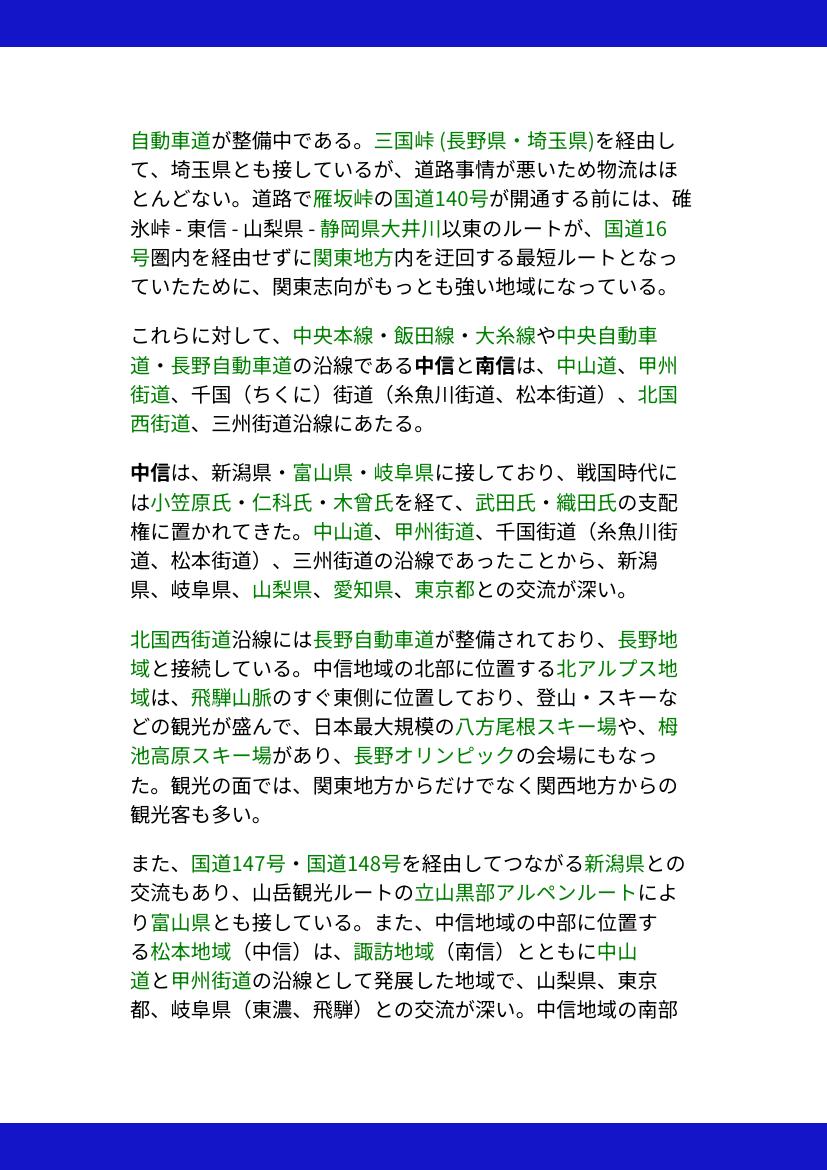 自動車道が整備中である。三国峠 (長野県・埼玉県)を経由し
て、埼玉県とも接しているが、道路事情が悪いため物流はほ
とんどない。道路で雁坂峠の国道140号が開通する前には、碓
氷峠 - 東信 - 山梨県 - 静岡県大井川以東のルートが、国道16
号圏内を経由せずに関東地方内を迂回する最短ルートとなっ
ていたために、関東志向がもっとも強い地域になっている。
これらに対して、中央本線・飯田線・大糸線や中央自動車
道・長野自動車道の沿線である中信と南信は、中山道、甲州
街道、千国（ちくに）街道（糸魚川街道、松本街道）、北国
西街道、三州街道沿線にあたる。
中信は、新潟県・富山県・岐阜県に接しており、戦国時代に
は小笠原氏・仁科氏・木曾氏を経て、武田氏・織田氏の支配
権に置かれてきた。中山道、甲州街道、千国街道（糸魚川街
道、松本街道）、三州街道の沿線であったことから、新潟
県、岐阜県、山梨県、愛知県、東京都との交流が深い。
北国西街道沿線には長野自動車道が整備されており、長野地
域と接続している。中信地域の北部に位置する北アルプス地
域は、飛騨山脈のすぐ東側に位置しており、登山・スキーな
どの観光が盛んで、日本最大規模の八方尾根スキー場や、栂
池高原スキー場があり、長野オリンピックの会場にもなっ
た。観光の面では、関東地方からだけでなく関西地方からの
観光客も多い。
また、国道147号・国道148号を経由してつながる新潟県との
交流もあり、山岳観光ルートの立山黒部アルペンルートによ
り富山県とも接している。また、中信地域の中部に位置す
る松本地域（中信）は、諏訪地域（南信）とともに中山
道と甲州街道の沿線として発展した地域で、山梨県、東京
都、岐阜県（東濃、飛騨）との交流が深い。中信地域の南部